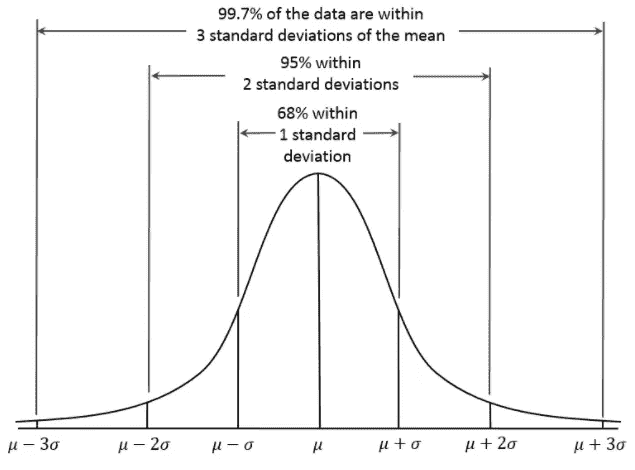 99.7% of the data are within
3 standard deviations of the mean
95% within
2 standard deviations
68% within
1 standard
deviation
μ − 3σ μ − 2σ μ − σ μ μ + σ μ + 2σ μ + 3σ